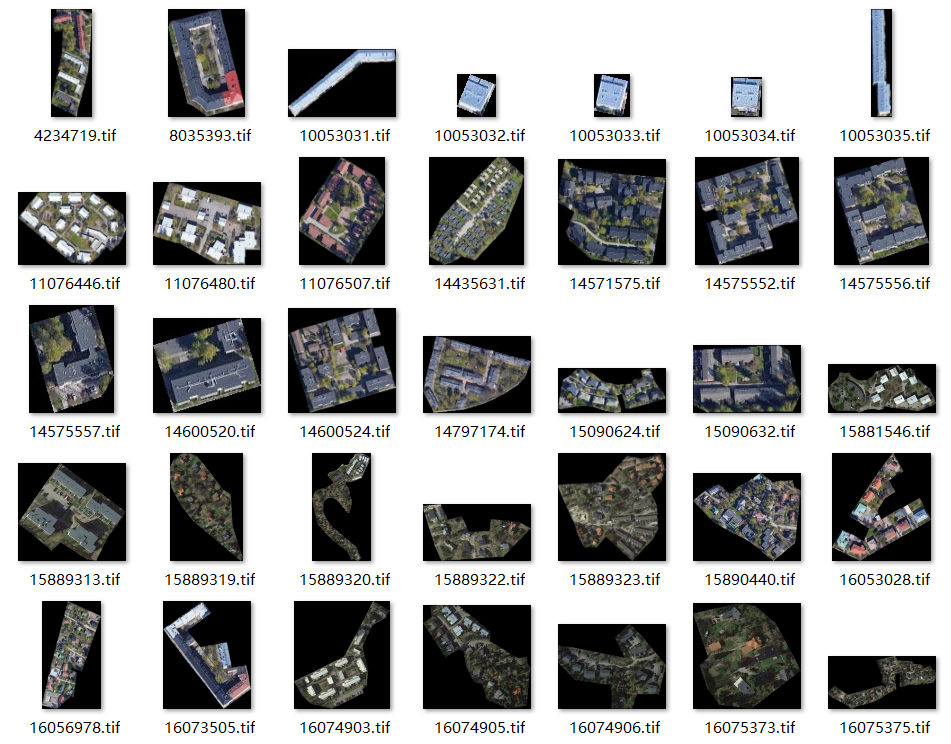 4234719.tif 8035393.tif 10053031.tif 10053032.tif 10053033.tif 10053034.tif 10053035.tif
11076446.tif 11076480.tif 11076507.tif 14435631.tif 14571575.tif 14575552.tif 14575556.tif
14575557.tif 14600520.tif 14600524.tif 14797174.tif 15090624.tif 15090632.tif 15881546.tif
15889313.tif 15889319.tif 15889320.tif 15889322.tif 15889323.tif 15890440.tif 16053028.tif
16056978.tif 16073505.tif 16074903.tif 16074905.tif 16074906.tif 16075373.tif 16075375.tif